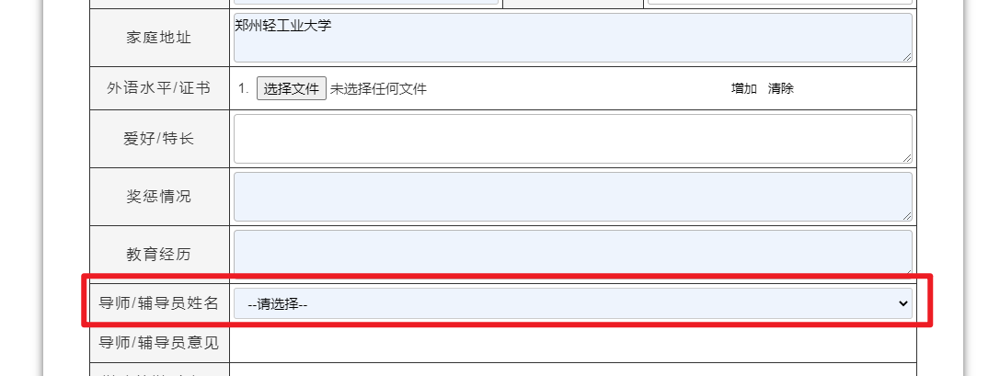 家庭地址
郑州轻工业大学
外语水平/证书
1. 选择文件 未选择任何文件 增加 清除
爱好/特长
奖惩情况
教育经历
导师/辅导员姓名
--请选择--
导师/辅导员意见